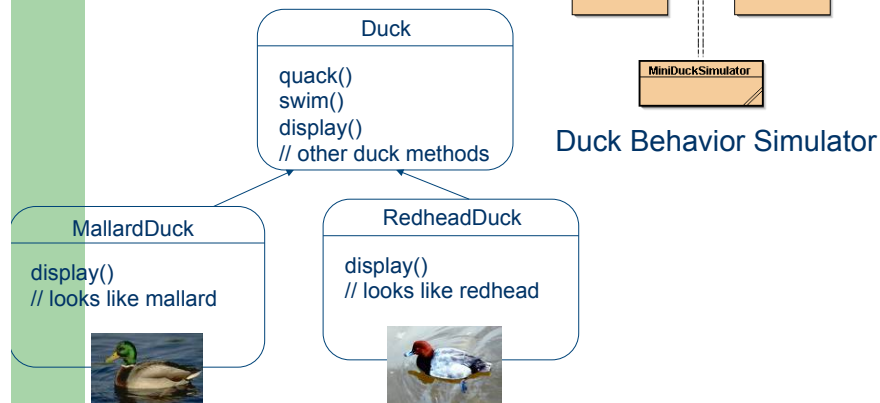 Duck
quack()
swim()
display()
// other duck methods
MiniDuckSimulator
Duck Behavior Simulator
MallardDuck
display()
// looks like mallard
RedheadDuck
display()
// looks like redhead